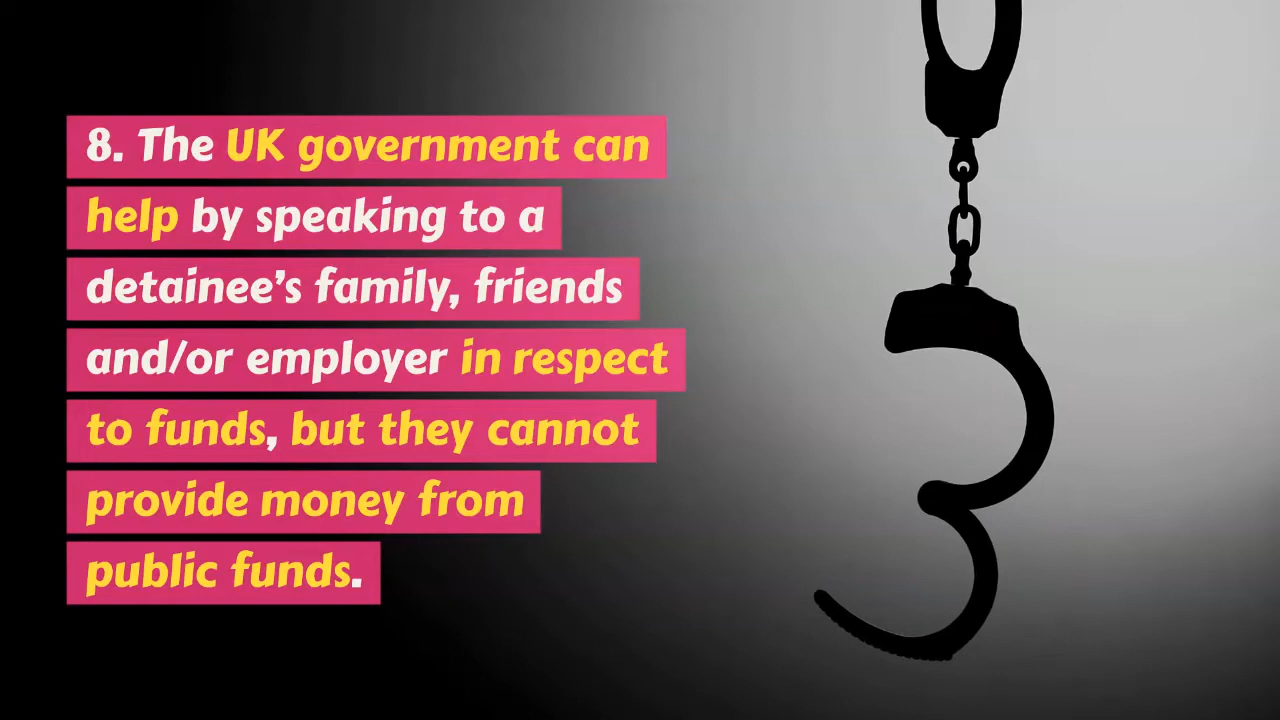 8. The UK government can
help by speaking to a
detainee’s family, friends
and/or employer in respect
to funds, but they cannot
provide money from
public funds.